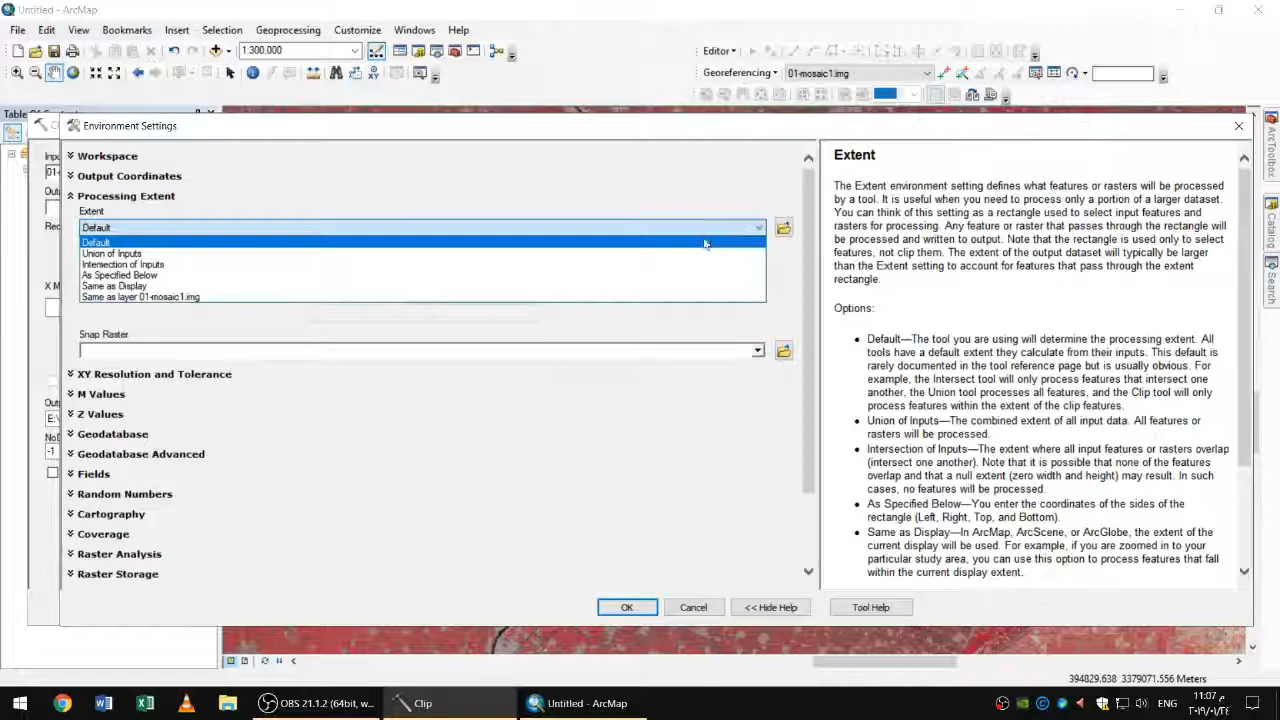 Untitled - ArcMap
File Edit View Bookmarks Insert Selection Geoprocessing Customize Windows Help
1:300,000
Editor
Georeferencing 01-mosaic1.img
Table
Environment Settings
Workspace
Output Coordinates
Processing Extent
Extent
Default
Default
Union of Inputs
Intersection of Inputs
As Specified Below
Same as Display
Same as layer 01-mosaic1.img
Snap Raster
XY Resolution and Tolerance
M Values
Z Values
Geodatabase
Geodatabase Advanced
Fields
Random Numbers
Cartography
Coverage
Raster Analysis
Raster Storage
Extent
The Extent environment setting defines what features or rasters will be processed
by a tool. It is useful when you need to process only a portion of a larger dataset.
You can think of this setting as a rectangle used to select input features and
rasters for processing. Any feature or raster that passes through the rectangle will
be processed and written to output. Note that the rectangle is used only to select
features, not clip them. The extent of the output dataset will typically be larger
than the Extent setting to account for features that pass through the extent
rectangle.
Options:
Default—The tool you are using will determine the processing extent. All
tools have a default extent they calculate from their inputs. This default is
rarely documented in the tool reference page but is usually obvious. For
example, the Intersect tool will only process features that intersect one
another, the Union tool processes all features, and the Clip tool will only
process features within the extent of the clip features.
Union of Inputs—The combined extent of all input data. All features or
rasters will be processed.
Intersection of Inputs—The extent where all input features or rasters overlap
(intersect one another). Note that it is possible that none of the features
overlap and that a null extent (zero width and height) may result. In such
cases, no features will be processed.
As Specified Below—You enter the coordinates of the sides of the
rectangle (Left, Right, Top, and Bottom).
Same as Display—In ArcMap, ArcScene, or ArcGlobe, the extent of the
current display will be used. For example, if you are zoomed in to your
particular study area, you can use this option to process features that fall
within the current display extent.
OK Cancel << Hide Help Tool Help
ArcToolbox
Catalog
Search
394829.638 3379071.556 Meters
OBS 21.1.2 (64bit, w... Clip Untitled - ArcMap
ENG
11:07 م